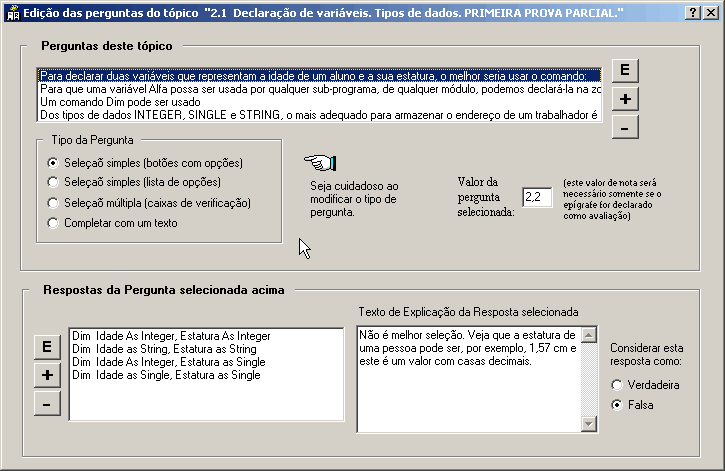 Edição das perguntas do tópico "2.1 Declaração de variáveis. Tipos de dados. PRIMEIRA PROVA PARCIAL."
Perguntas deste tópico
Para declarar duas variáveis que representam a idade de um aluno e a sua estatura, o melhor seria usar o comando:
Para que uma variável Alfa possa ser usada por qualquer sub-programa, de qualquer módulo, podemos declará-la na zo
Um comando Dim pode ser usado
Dos tipos de dados INTEGER, SINGLE e STRING, o mais adequado para armazenar o endereço de um trabalhador é
E
+
-
Tipo da Pergunta
Seleçaõ simples (botões com opções)
Seleçaõ simples (lista de opções)
Seleçaõ múltipla (caixas de verificação)
Completar com um texto
Seja cuidadoso ao
modificar o tipo de
pergunta.
Valor da
pergunta
selecionada:
2,2
(este valor de nota será
necessário somente se o
epígrafe for declarado
como avaliação)
Respostas da Pergunta selecionada acima
E
+
-
Dim Idade As Integer, Estatura As Integer
Dim Idade as String, Estatura as String
Dim Idade As Integer, Estatura as Single
Dim Idade as Single, Estatura as Single
Texto de Explicação da Resposta selecionada
Não é melhor seleção. Veja que a estatura de
uma pessoa pode ser, por exemplo, 1,57 cm e
este é um valor com casas decimais.
Considerar esta
resposta como:
Verdadeira
Falsa